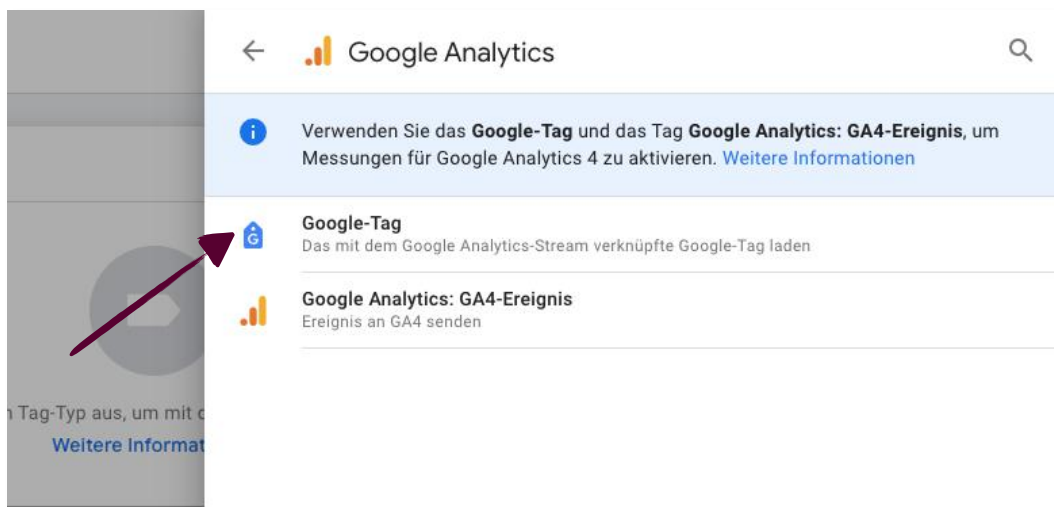 Google Analytics
Verwenden Sie das Google-Tag und das Tag Google Analytics: GA4-Ereignis, um
Messungen für Google Analytics 4 zu aktivieren. Weitere Informationen
Google-Tag
Das mit dem Google Analytics-Stream verknüpfte Google-Tag laden
Google Analytics: GA4-Ereignis
Ereignis an GA4 senden
Tag-Typ aus, um mit
Weitere